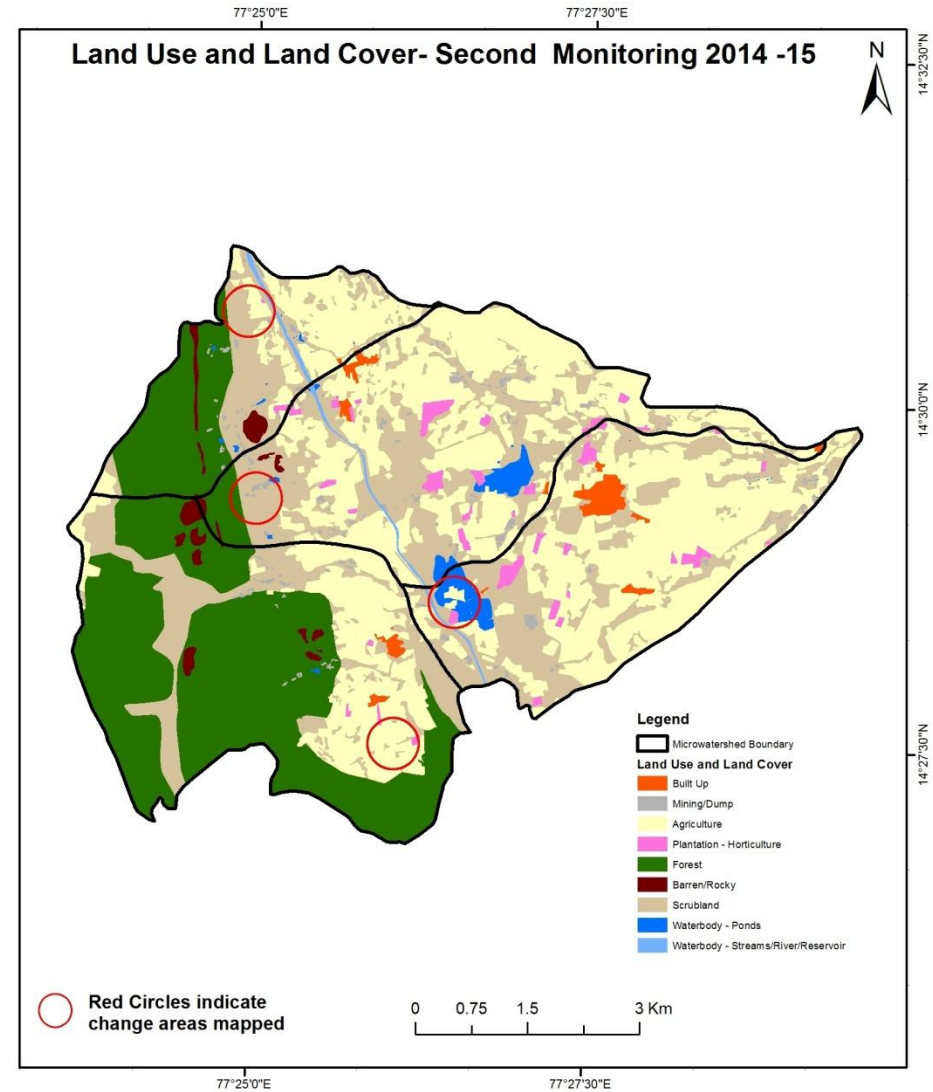 77°25'0"E
77°27'30"E
Land Use and Land Cover- Second Monitoring 2014 -15
N
14°32'30"N
14°30'0"N
14°27'30"N
Legend
Microwatershed Boundary
Land Use and Land Cover
Built Up
Mining/Dump
Agriculture
Plantation - Horticulture
Forest
Barren/Rocky
Scrubland
Waterbody - Ponds
Waterbody - Streams/River/Reservoir
Red Circles indicate
change areas mapped
0 0.75 1.5 3 Km
77°25'0"E
77°27'30"E